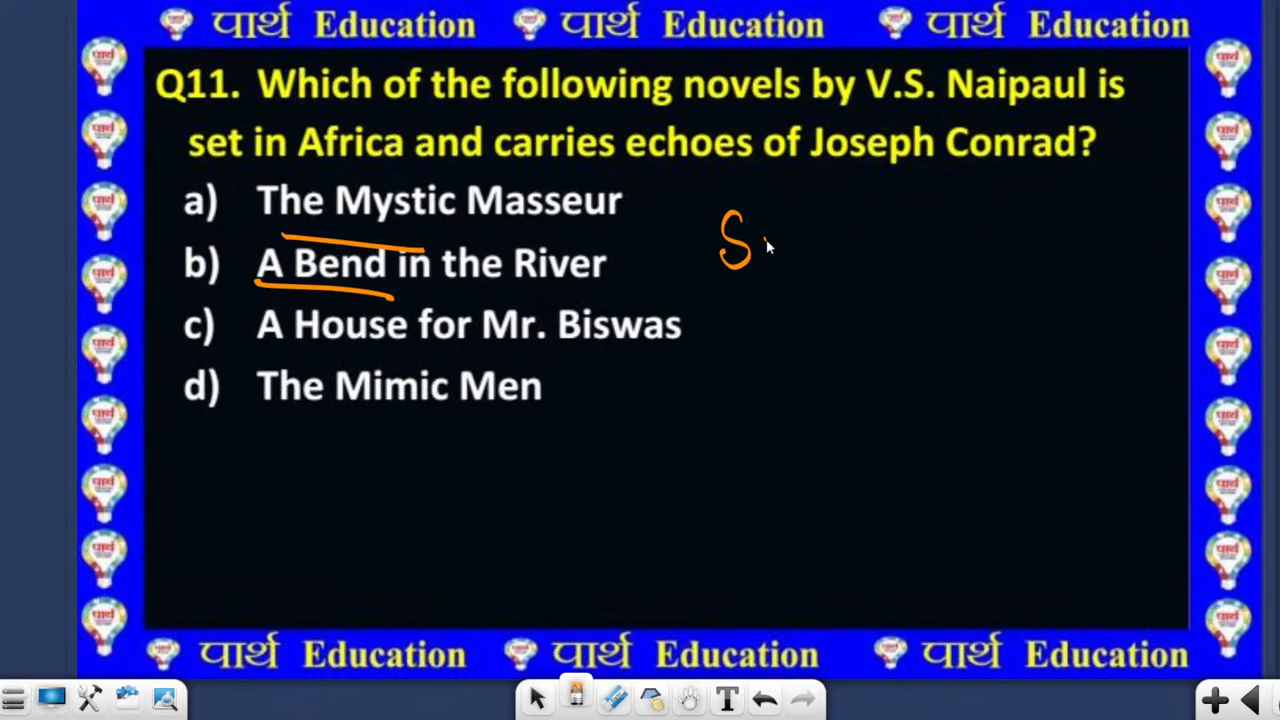 पार्थ Education पार्थ Education पार्थ Education
Q11. Which of the following novels by V.S. Naipaul is
set in Africa and carries echoes of Joseph Conrad?
a) The Mystic Masseur
b) A Bend in the River
S
c) A House for Mr. Biswas
d) The Mimic Men
पार्थ Education पार्थ Education पार्थ Education